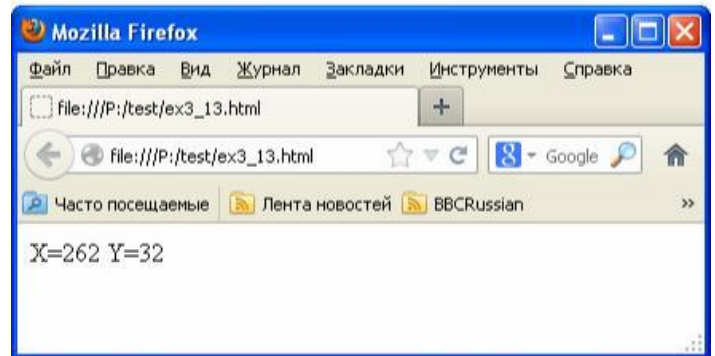 Mozilla Firefox
Файл Правка Вид Журнал Закладки Инструменты Справка
file:///P:/test/ex3_13.html +
file:///P:/test/ex3_13.html 8 Google
Часто посещаемые Лента новостей BBCRussian »
X=262 Y=32